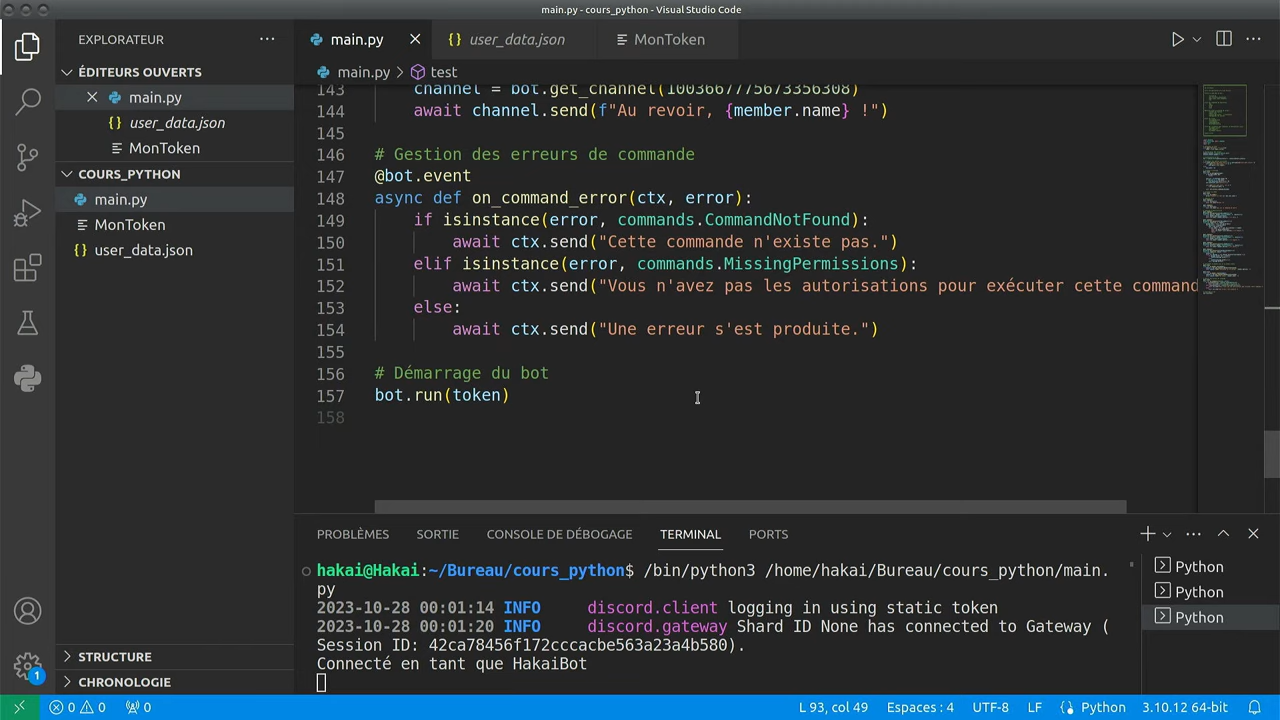 main.py - cours_python - Visual Studio Code
EXPLORATEUR
main.py
user_data.json
MonToken
ÉDITEURS OUVERTS
main.py
user_data.json
MonToken
COURS_PYTHON
main.py
MonToken
user_data.json
STRUCTURE
CHRONOLOGIE
main.py > test
143 channel = bot.get_channel(1003667775673356308)
144 await channel.send(f"Au revoir, {member.name} !")
145
146 # Gestion des erreurs de commande
147 @bot.event
148 async def on_command_error(ctx, error):
149 if isinstance(error, commands.CommandNotFound):
150 await ctx.send("Cette commande n'existe pas.")
151 elif isinstance(error, commands.MissingPermissions):
152 await ctx.send("Vous n'avez pas les autorisations pour exécuter cette command
153 else:
154 await ctx.send("Une erreur s'est produite.")
155
156 # Démarrage du bot
157 bot.run(token)
158
PROBLÈMES SORTIE CONSOLE DE DÉBOGAGE TERMINAL PORTS
hakai@Hakai:~/Bureau/cours_python$ /bin/python3 /home/hakai/Bureau/cours_python/main.
py
2023-10-28 00:01:14 INFO discord.client logging in using static token
2023-10-28 00:01:20 INFO discord.gateway Shard ID None has connected to Gateway (
Session ID: 42ca78456f172cccacbe563a23a4b580).
Connecté en tant que HakaiBot
Python
Python
Python
1
0 0 0
L 93, col 49 Espaces : 4 UTF-8 LF Python 3.10.12 64-bit